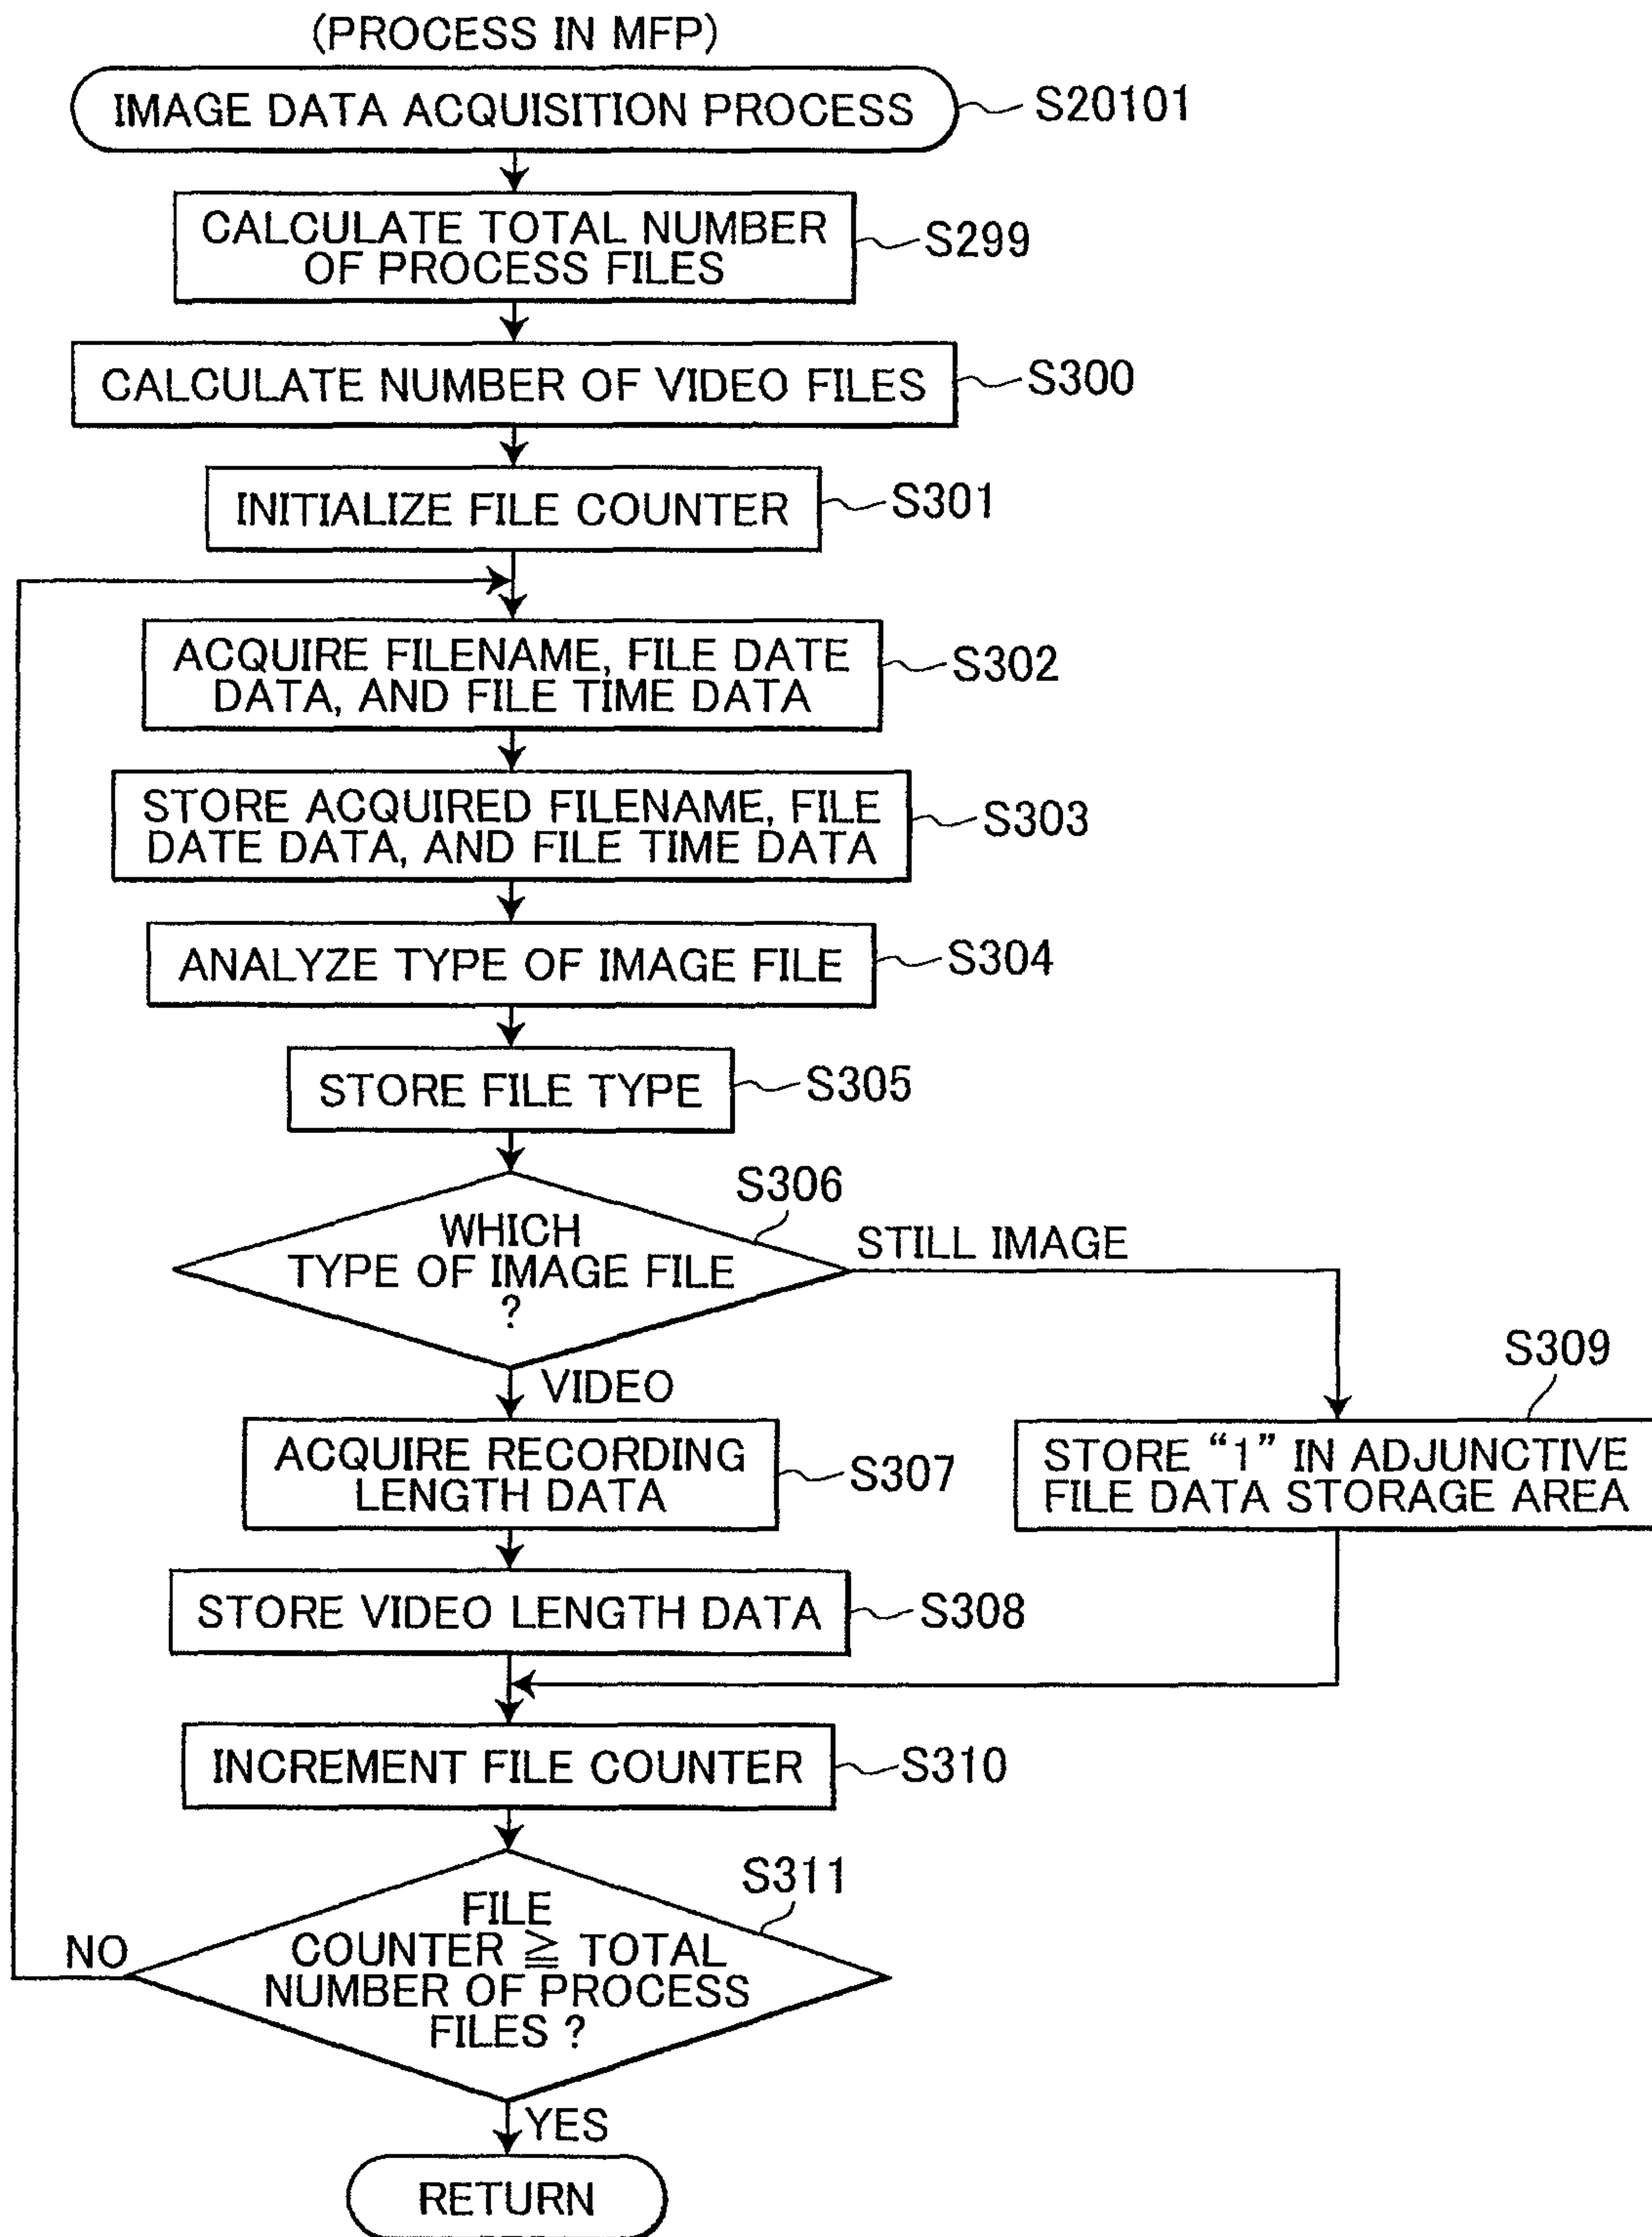 (PROCESS IN MFP)
IMAGE DATA ACQUISITION PROCESS
S20101
CALCULATE TOTAL NUMBER
OF PROCESS FILES
S299
CALCULATE NUMBER OF VIDEO FILES
S300
INITIALIZE FILE COUNTER
S301
ACQUIRE FILENAME, FILE DATE
DATA, AND FILE TIME DATA
S302
STORE ACQUIRED FILENAME, FILE
DATE DATA, AND FILE TIME DATA
S303
ANALYZE TYPE OF IMAGE FILE
S304
STORE FILE TYPE
S305
S306
WHICH
TYPE OF IMAGE FILE
?
STILL IMAGE
VIDEO
S309
ACQUIRE RECORDING
LENGTH DATA
S307
STORE “1” IN ADJUNCTIVE
FILE DATA STORAGE AREA
STORE VIDEO LENGTH DATA
S308
INCREMENT FILE COUNTER
S310
S311
FILE
COUNTER ≧ TOTAL
NUMBER OF PROCESS
FILES ?
NO
YES
RETURN